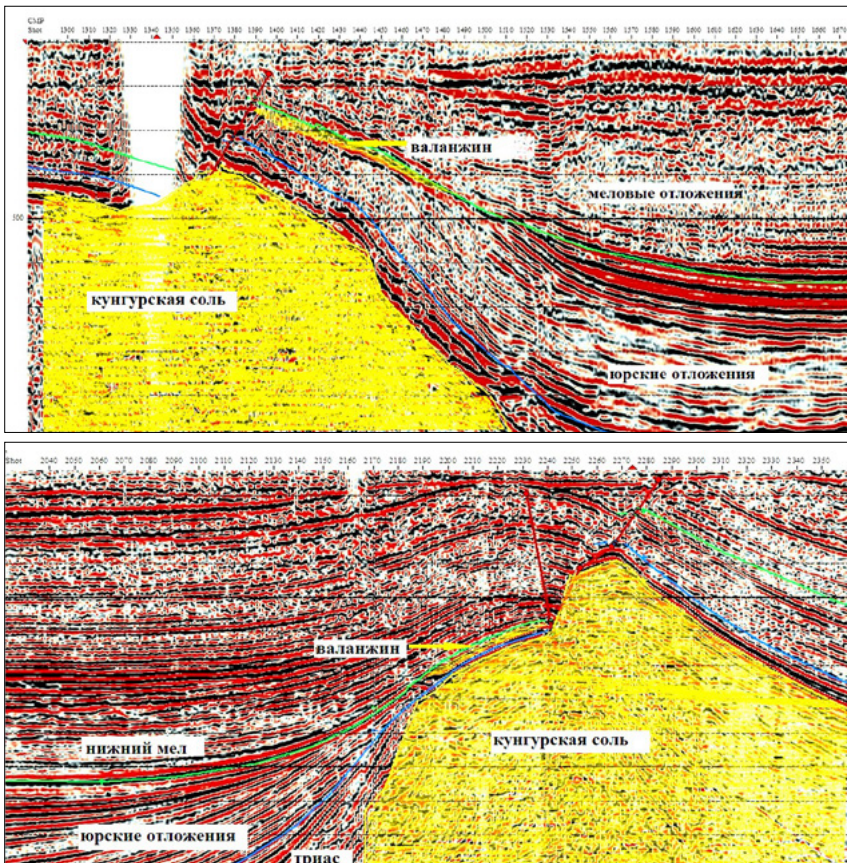 CMP
Shot 1300 1310 1320 1330 1340 1350 1360 1370 1380 1390 1400 1410 1420 1430 1440 1450 1460 1470 1480 1490 1500 1510 1520 1530 1540 1550 1560 1570 1580 1590 1600 1610 1620 1630 1640 1650 1660 1670
валанжин
меловые отложения
500
кунгурская соль
юрские отложения
Shot 2040 2050 2060 2070 2080 2090 2100 2110 2120 2130 2140 2150 2160 2170 2180 2190 2200 2210 2220 2230 2240 2250 2260 2270 2280 2290 2300 2310 2320 2330 2340 2350
валанжин
кунгурская соль
нижний мел
юрские отложения
триас